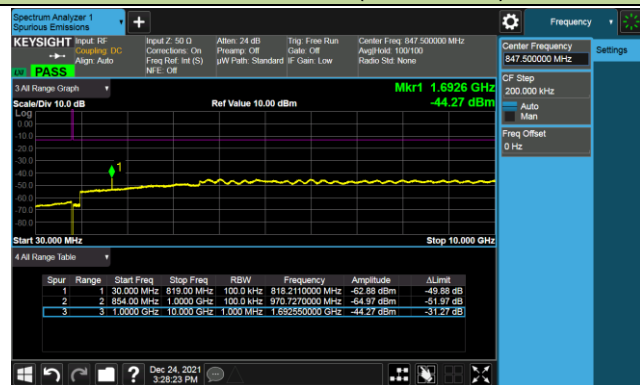 Spectrum Analyzer 1
Spurious Emissions
+
Frequency
KEYSIGHT Input: RF
Coupling: DC
Align: Auto
Input Z: 50 Ω
Corrections: On
Freq Ref: Int (S)
NFE: Off
Atten: 24 dB
Preamp: Off
µW Path: Standard
Trig: Free Run
Gate: Off
IF Gain: Low
Center Freq: 847.500000 MHz
Avg|Hold: 100/100
Radio Std: None
PASS
Center Frequency
847.500000 MHz
Settings
CF Step
200.000 kHz
Auto
Man
Freq Offset
0 Hz
3 All Range Graph
Mkr1 1.6926 GHz
Scale/Div 10.0 dB
Ref Value 10.00 dBm
-44.27 dBm
Log
0.00
-10.0
-20.0
-30.0
-40.0
-50.0
-60.0
-70.0
-80.0
1
Start 30.000 MHz
Stop 10.000 GHz
4 All Range Table
Spur Range Start Freq Stop Freq RBW Frequency Amplitude ΔLimit
1 1 30.000 MHz 819.00 MHz 100.0 kHz 818.2110000 MHz -62.88 dBm -49.88 dB
2 2 854.00 MHz 1.0000 GHz 100.0 kHz 970.7270000 MHz -64.97 dBm -51.97 dB
3 3 1.0000 GHz 10.000 GHz 1.000 MHz 1.692550000 GHz -44.27 dBm -31.27 dB
?
Dec 24, 2021
3:28:23 PM